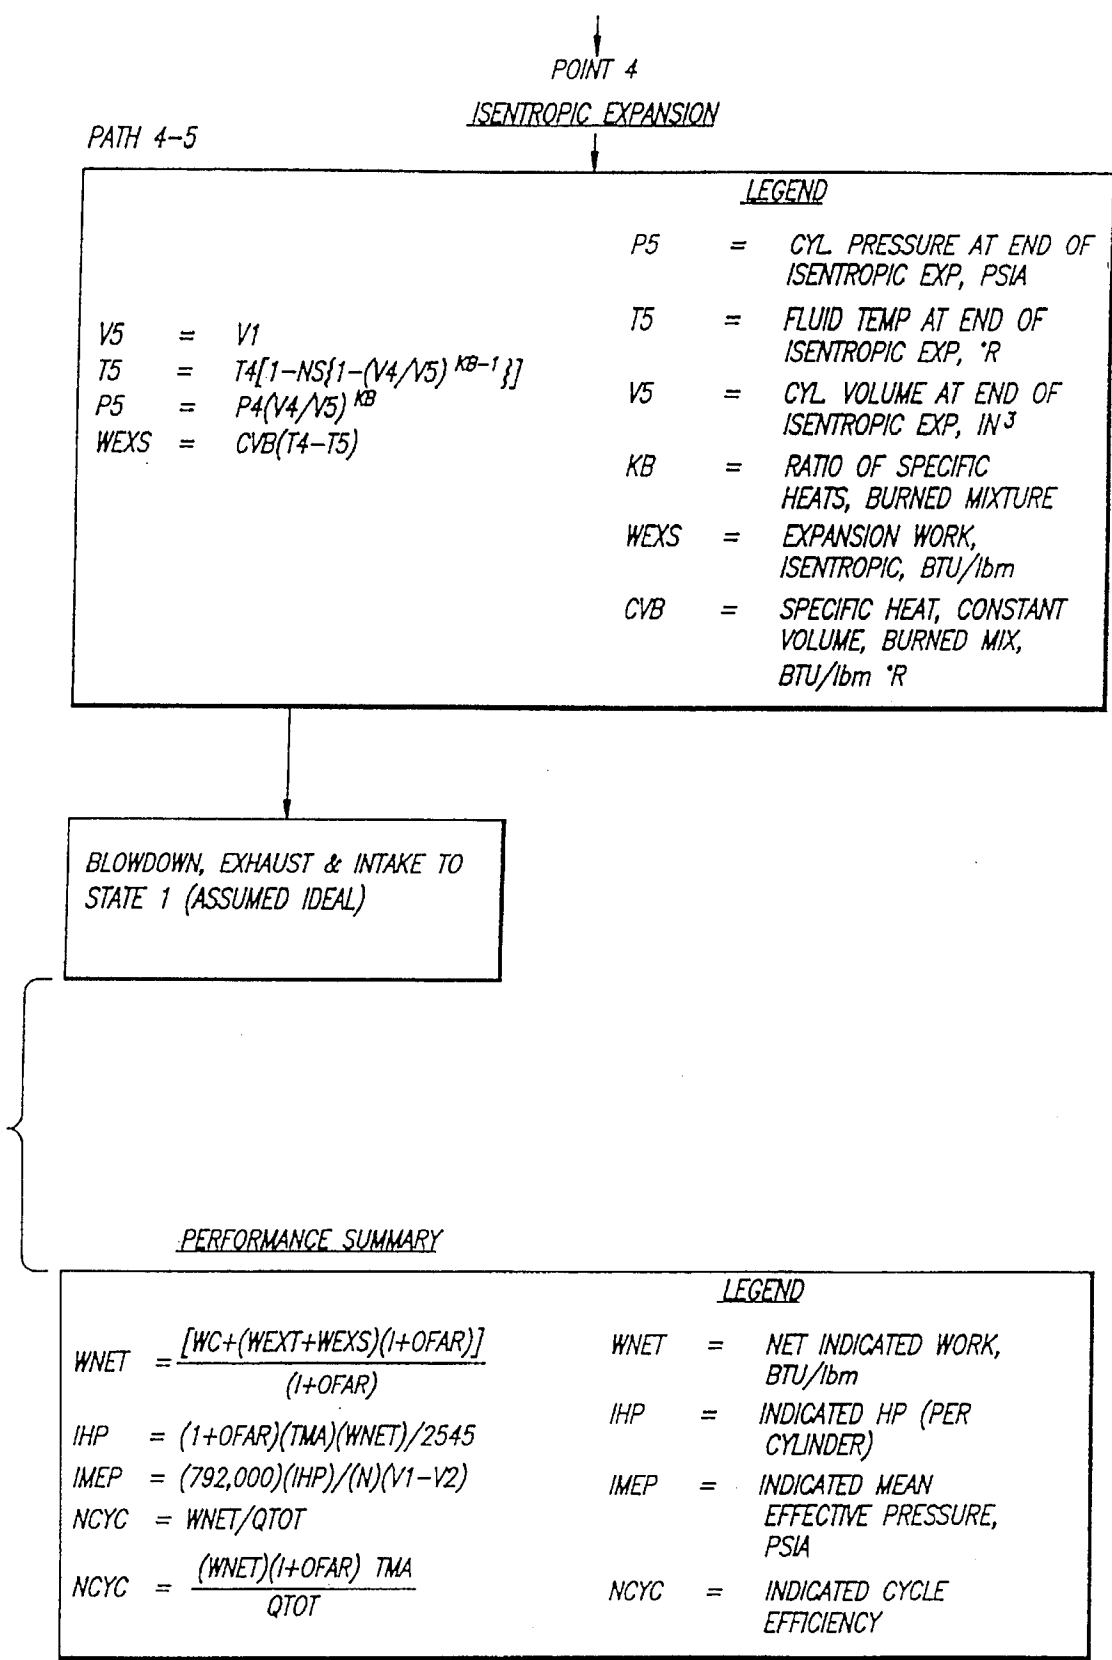 POINT 4
ISENTROPIC EXPANSION
PATH 4-5
V5 = V1
T5 = T4[1-NS{1-(V4/V5)^KB-1}]
P5 = P4(V4/V5)^KB
WEXS = CVB(T4-T5)
LEGEND
P5 = CYL. PRESSURE AT END OF
ISENTROPIC EXP, PSIA
T5 = FLUID TEMP AT END OF
ISENTROPIC EXP, °R
V5 = CYL. VOLUME AT END OF
ISENTROPIC EXP, IN³
KB = RATIO OF SPECIFIC
HEATS, BURNED MIXTURE
WEXS = EXPANSION WORK,
ISENTROPIC, BTU/lbm
CVB = SPECIFIC HEAT, CONSTANT
VOLUME, BURNED MIX,
BTU/lbm °R
BLOWDOWN, EXHAUST & INTAKE TO
STATE 1 (ASSUMED IDEAL)
PERFORMANCE SUMMARY
WNET = [WC+(WEXT+WEXS)(I+OFAR)]
(I+OFAR)
IHP = (1+OFAR)(TMA)(WNET)/2545
IMEP = (792,000)(IHP)/(N)(V1-V2)
NCYC = WNET/QTOT
NCYC = (WNET)(I+OFAR) TMA
QTOT
LEGEND
WNET = NET INDICATED WORK,
BTU/lbm
IHP = INDICATED HP (PER
CYLINDER)
IMEP = INDICATED MEAN
EFFECTIVE PRESSURE,
PSIA
NCYC = INDICATED CYCLE
EFFICIENCY